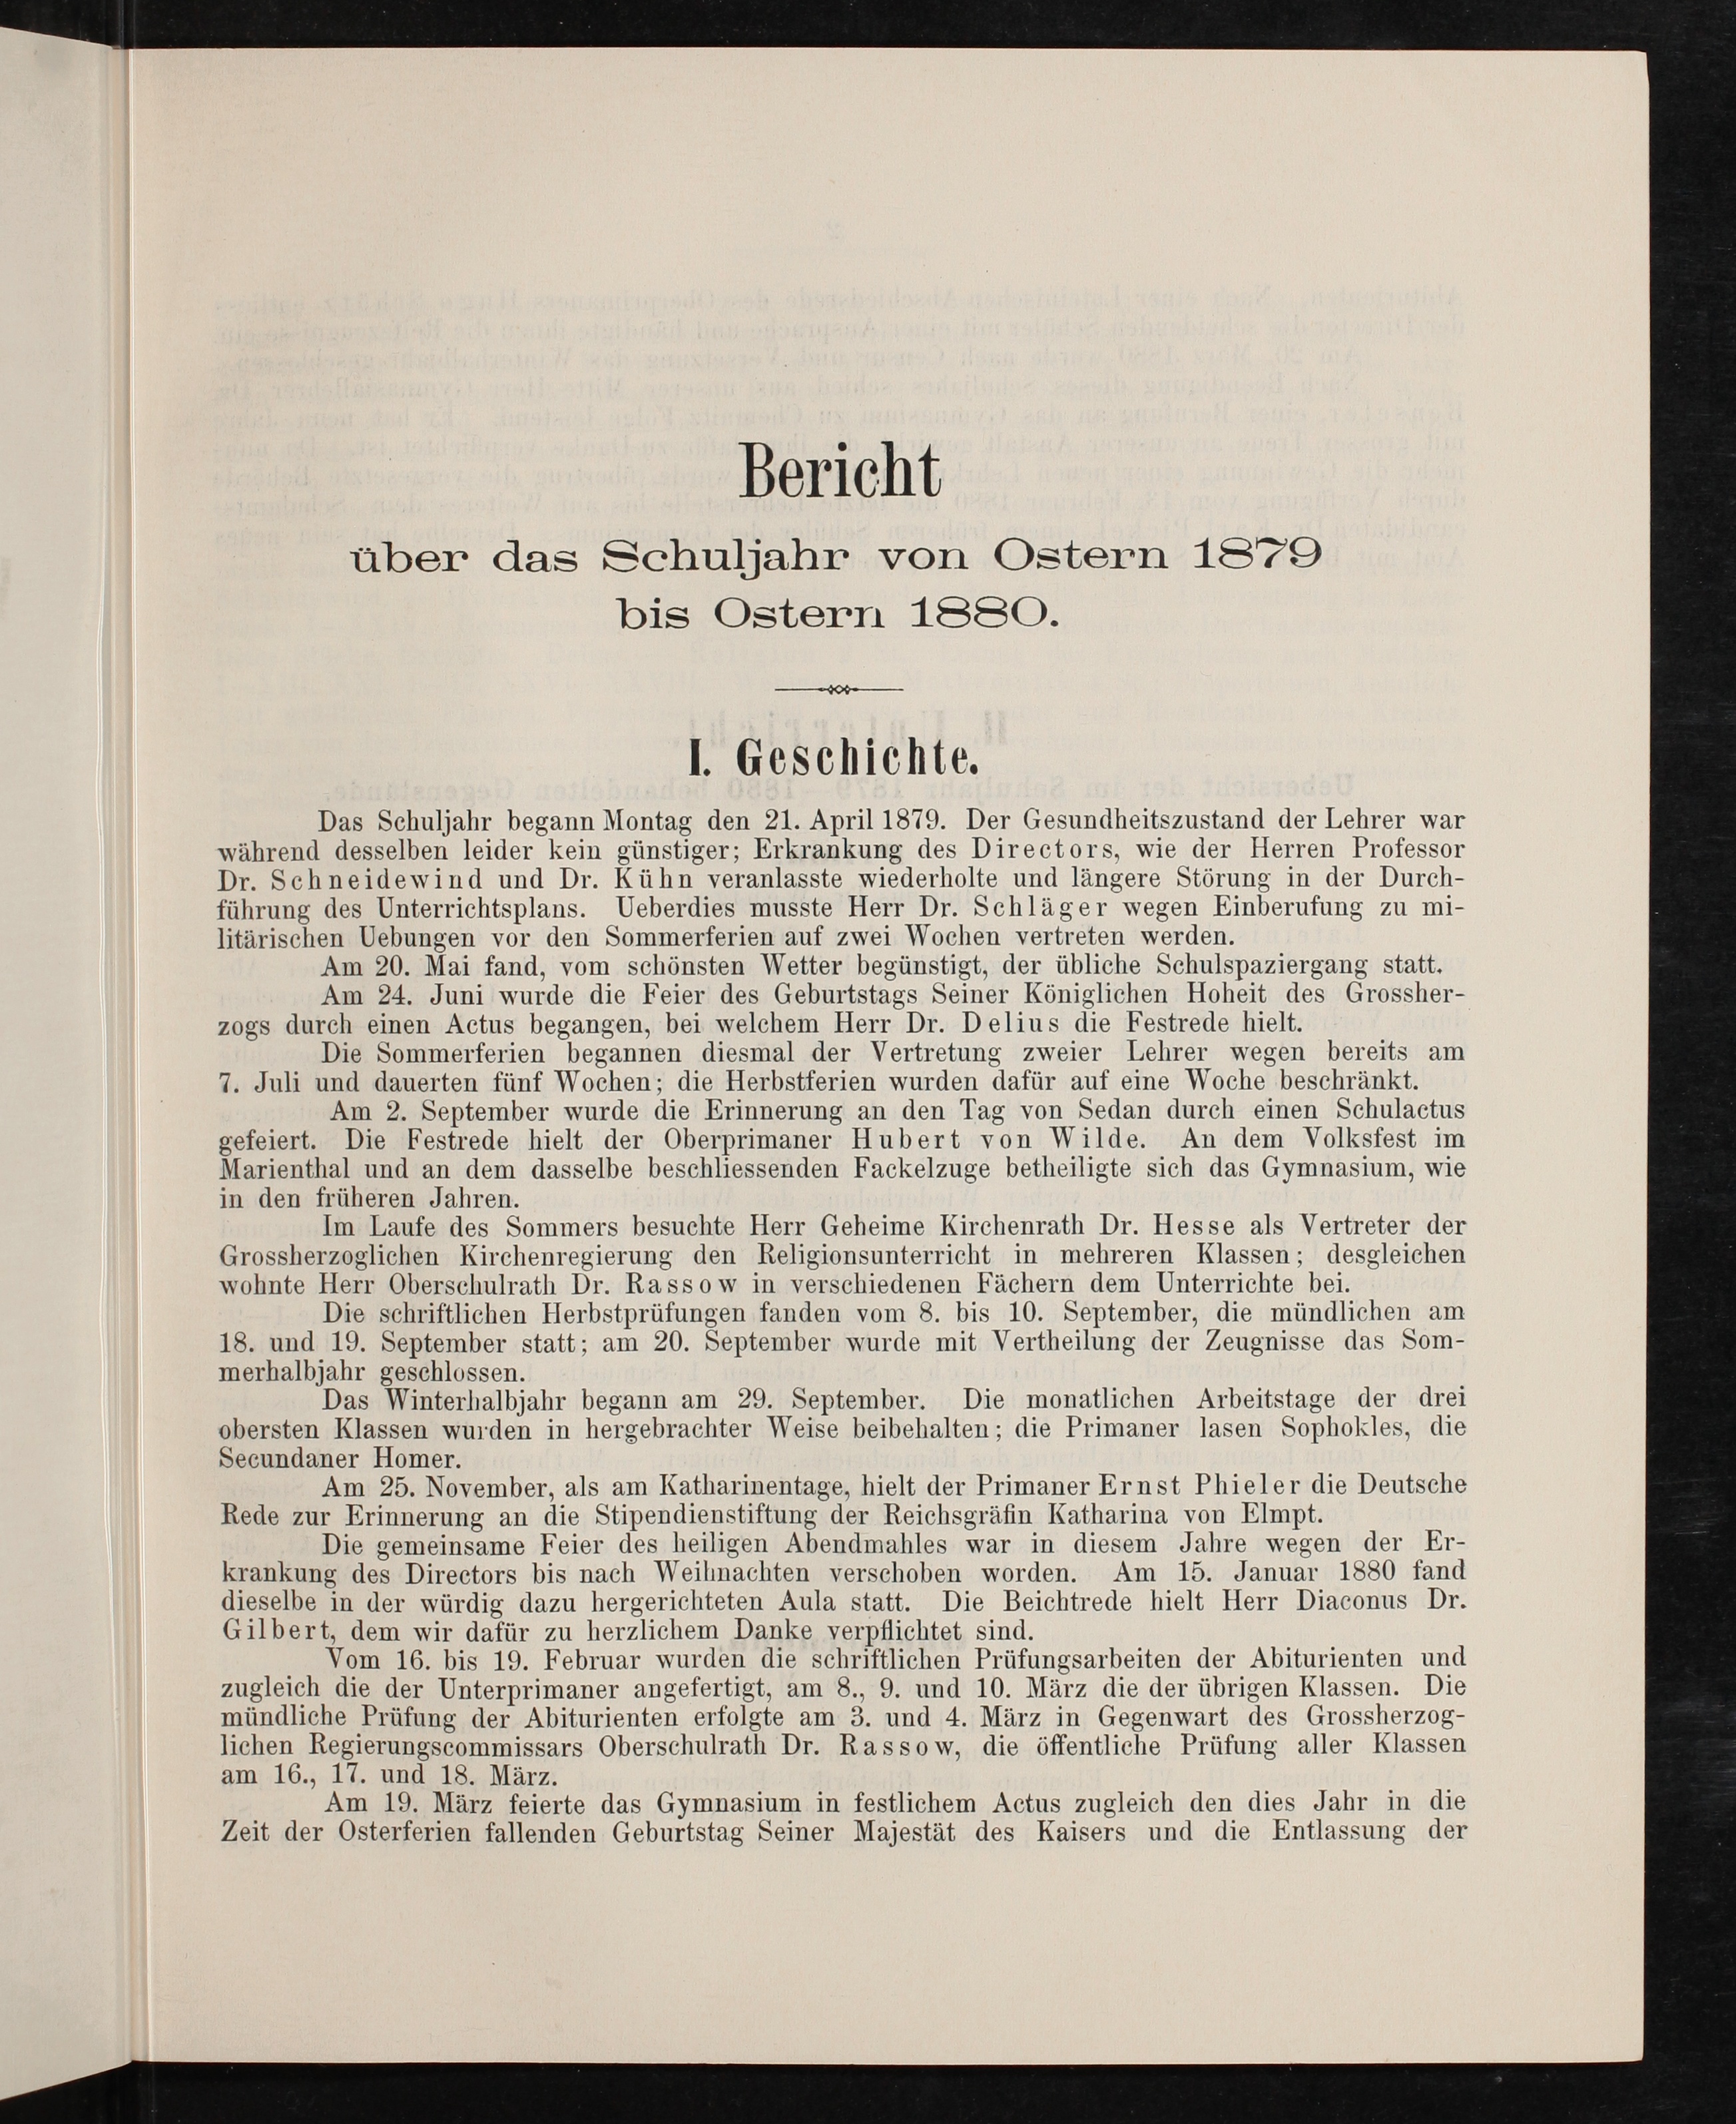 Bericht
über das Schuljahr von Ostern 1879
bis Ostern 1880.
I. Geschichte.
Das Schuljahr begann Montag den 21. April 1879. Der Gesundheitszustand der Lehrer war
während desselben leider kein günstiger; Erkrankung des Directors, wie der Herren Professor
Dr. Schneidewind und Dr. Kühn veranlasste wiederholte und längere Störung in der Durch-
führung des Unterrichtsplans. Ueberdies musste Herr Dr. Schläger wegen Einberufung zu mi-
litärischen Uebungen vor den Sommerferien auf zwei Wochen vertreten werden.
Am 20. Mai fand, vom schönsten Wetter begünstigt, der übliche Schulspaziergang statt.
Am 24. Juni wurde die Feier des Geburtstags Seiner Königlichen Hoheit des Grossher-
zogs durch einen Actus begangen, bei welchem Herr Dr. Delius die Festrede hielt.
Die Sommerferien begannen diesmal der Vertretung zweier Lehrer wegen bereits am
7. Juli und dauerten fünf Wochen; die Herbstferien wurden dafür auf eine Woche beschränkt.
Am 2. September wurde die Erinnerung an den Tag von Sedan durch einen Schulactus
gefeiert. Die Festrede hielt der Oberprimaner Hubert von Wilde. An dem Volksfest im
Marienthal und an dem dasselbe beschliessenden Fackelzuge betheiligte sich das Gymnasium, wie
in den früheren Jahren.
Im Laufe des Sommers besuchte Herr Geheime Kirchenrath Dr. Hesse als Vertreter der
Grossherzoglichen Kirchenregierung den Religionsunterricht in mehreren Klassen; desgleichen
wohnte Herr Oberschulrath Dr. Rassow in verschiedenen Fächern dem Unterrichte bei.
Die schriftlichen Herbstprüfungen fanden vom 8. bis 10. September, die mündlichen am
18. und 19. September statt; am 20. September wurde mit Vertheilung der Zeugnisse das Som-
merhalbjahr geschlossen.
Das Winterhalbjahr begann am 29. September. Die monatlichen Arbeitstage der drei
obersten Klassen wurden in hergebrachter Weise beibehalten; die Primaner lasen Sophokles, die
Secundaner Homer.
Am 25. November, als am Katharinentage, hielt der Primaner Ernst Phieler die Deutsche
Rede zur Erinnerung an die Stipendienstiftung der Reichsgräfin Katharina von Elmpt.
Die gemeinsame Feier des heiligen Abendmahles war in diesem Jahre wegen der Er-
krankung des Directors bis nach Weihnachten verschoben worden. Am 15. Januar 1880 fand
dieselbe in der würdig dazu hergerichteten Aula statt. Die Beichtrede hielt Herr Diaconus Dr.
Gilbert, dem wir dafür zu herzlichem Danke verpflichtet sind.
Vom 16. bis 19. Februar wurden die schriftlichen Prüfungsarbeiten der Abiturienten und
zugleich die der Unterprimaner angefertigt, am 8., 9. und 10. März die der übrigen Klassen. Die
mündliche Prüfung der Abiturienten erfolgte am 3. und 4. März in Gegenwart des Grossherzog-
lichen Regierungscommissars Oberschulrath Dr. Rassow, die öffentliche Prüfung aller Klassen
am 16., 17. und 18. März.
Am 19. März feierte das Gymnasium in festlichem Actus zugleich den dies Jahr in die
Zeit der Osterferien fallenden Geburtstag Seiner Majestät des Kaisers und die Entlassung der